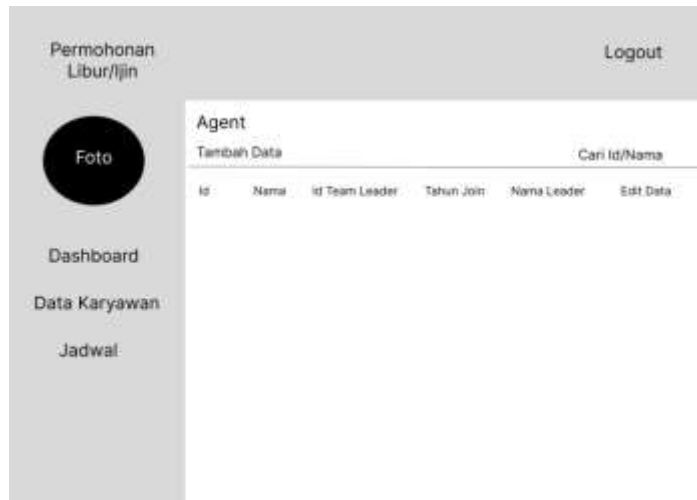 Permohonan
Libur/Ijin
Logout
Foto
Dashboard
Data Karyawan
Jadwal
Agent
Tambah Data
Cari Id/Nama
Id Nama Id Team Leader Tahun Join Nama Leader Edit Data